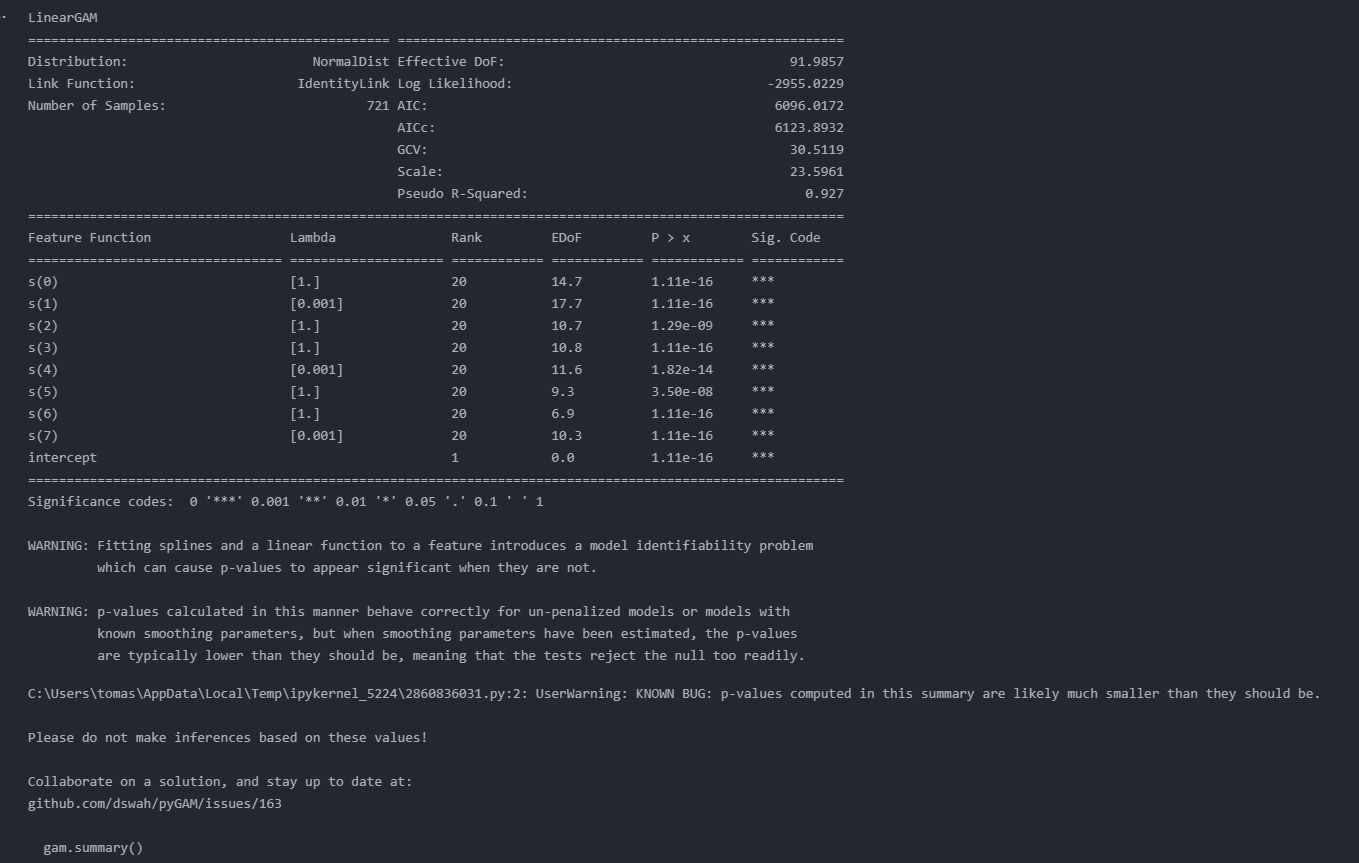 LinearGAM
=============================================== ==========================================================
Distribution:                        NormalDist Effective DoF:                                     91.9857
Link Function:                     IdentityLink Log Likelihood:                                 -2955.0229
Number of Samples:                          721 AIC:                                             6096.0172
                                                AICc:                                            6123.8932
                                                GCV:                                               30.5119
                                                Scale:                                             23.5961
                                                Pseudo R-Squared:                                    0.927
==========================================================================================================
Feature Function                  Lambda               Rank         EDoF         P > x        Sig. Code
================================= ==================== ============ ============ ============ ============
s(0)                              [1.]                 20           14.7         1.11e-16     ***
s(1)                              [0.001]              20           17.7         1.11e-16     ***
s(2)                              [1.]                 20           10.7         1.29e-09     ***
s(3)                              [1.]                 20           10.8         1.11e-16     ***
s(4)                              [0.001]              20           11.6         1.82e-14     ***
s(5)                              [1.]                 20           9.3          3.50e-08     ***
s(6)                              [1.]                 20           6.9          1.11e-16     ***
s(7)                              [0.001]              20           10.3         1.11e-16     ***
intercept                                              1            0.0          1.11e-16     ***
==========================================================================================================
Significance codes:  0 '***' 0.001 '**' 0.01 '*' 0.05 '.' 0.1 ' ' 1
WARNING: Fitting splines and a linear function to a feature introduces a model identifiability problem
         which can cause p-values to appear significant when they are not.
WARNING: p-values calculated in this manner behave correctly for un-penalized models or models with
         known smoothing parameters, but when smoothing parameters have been estimated, the p-values
         are typically lower than they should be, meaning that the tests reject the null too readily.
C:\Users\tomas\AppData\Local\Temp\ipykernel_5224\2860836031.py:2: UserWarning: KNOWN BUG: p-values computed in this summary are likely much smaller than they should be.
Please do not make inferences based on these values!
Collaborate on a solution, and stay up to date at:
github.com/dswah/pyGAM/issues/163
  gam.summary()